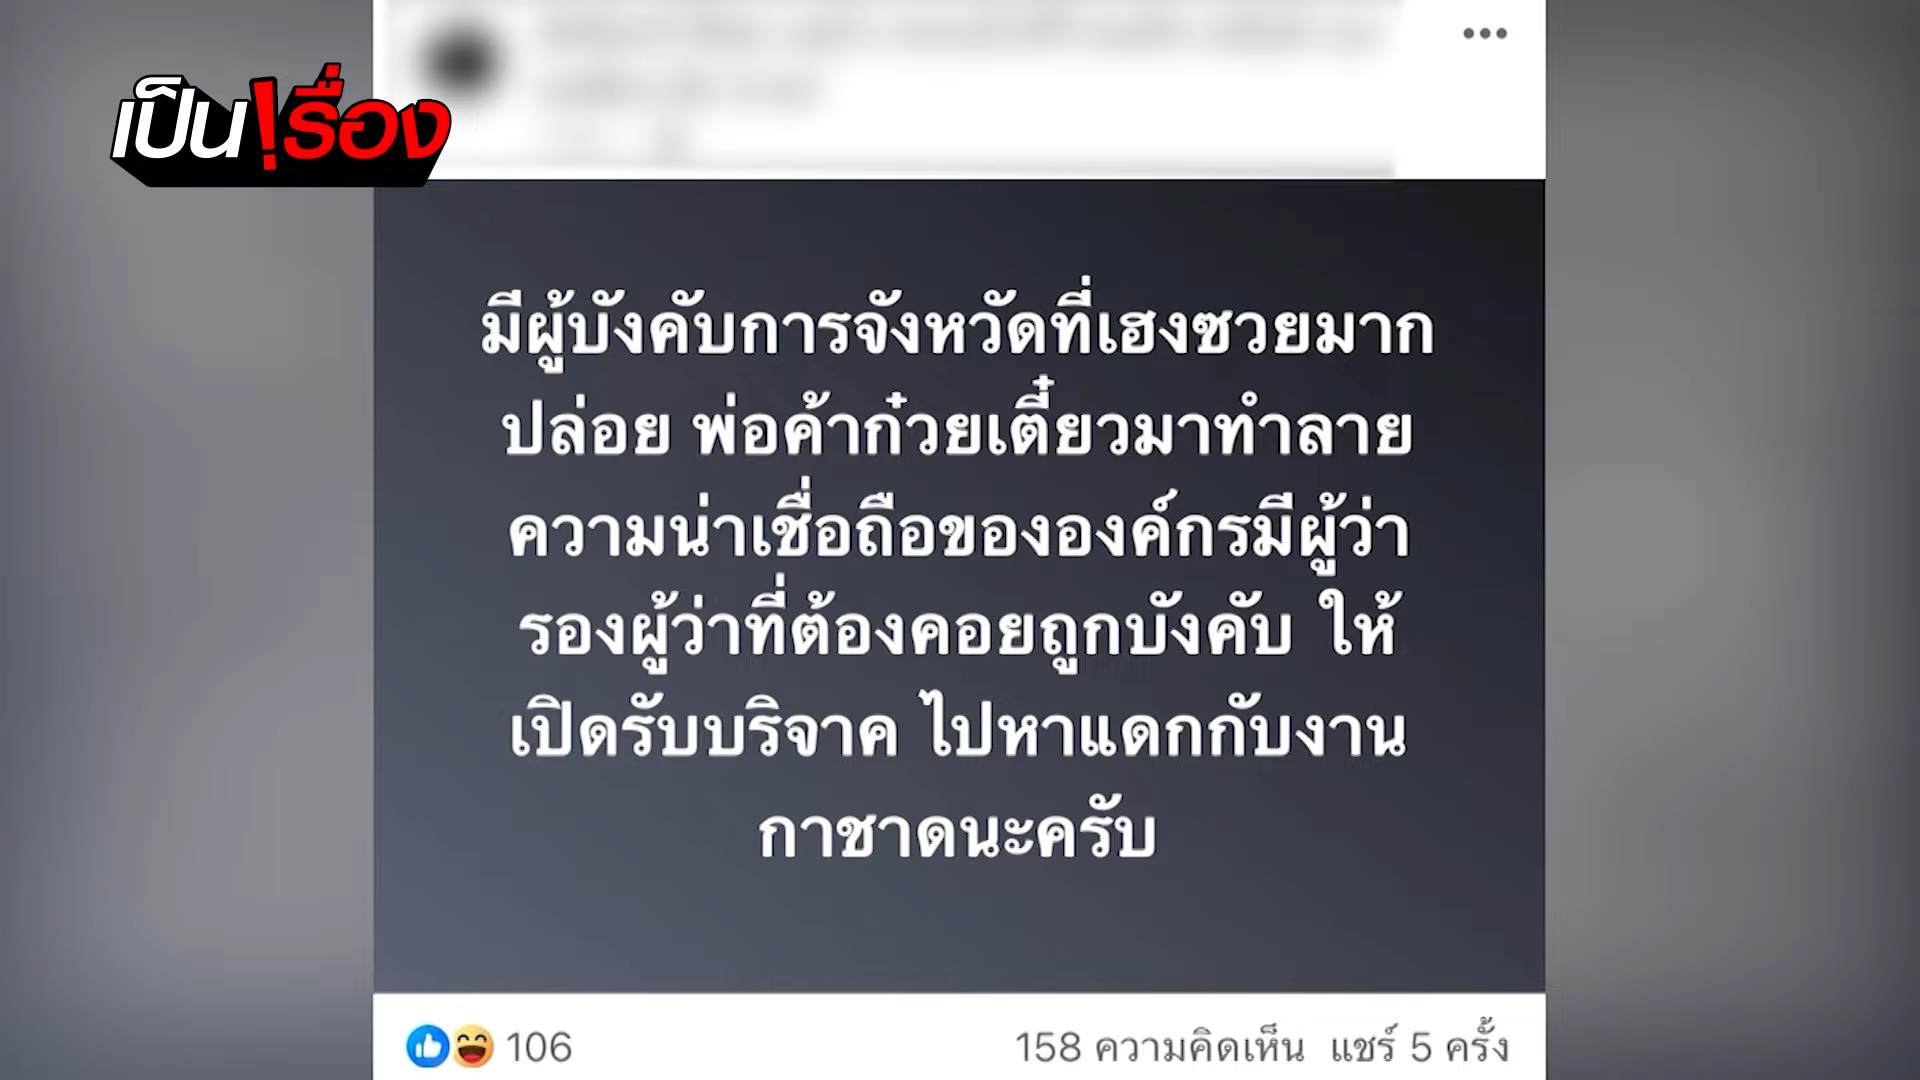 เป็น!เรื่อง
มีผู้บังคับการจังหวัดที่เฮงซวยมาก
ปล่อย พ่อค้าก๋วยเตี๋ยวมาทำลาย
ความน่าเชื่อถือขององค์กรมีผู้ว่า
รองผู้ว่าที่ต้องคอยถูกบังคับ ให้
เปิดรับบริจาค ไปหาแดกกับงาน
กาชาดนะครับ
106
158 ความคิดเห็น แชร์ 5 ครั้ง